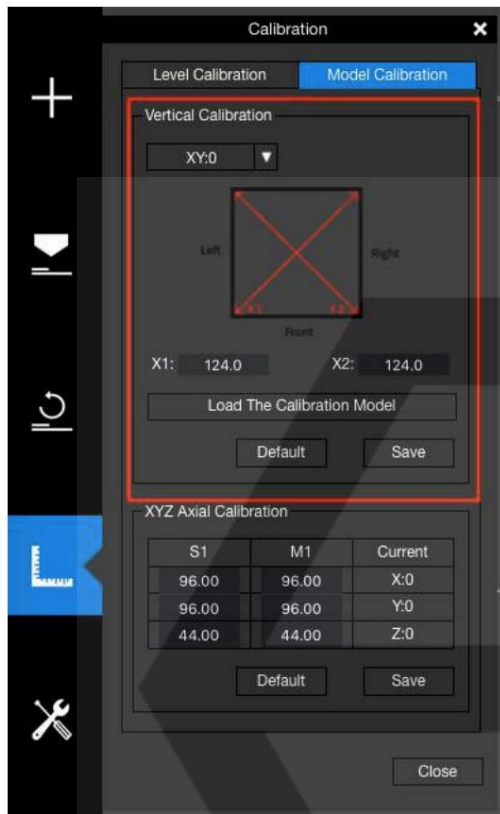 Calibration
Level Calibration Model Calibration
Vertical Calibration
XY:0
Left Right
X1 X2
Front
X1: 124.0 X2: 124.0
Load The Calibration Model
Default Save
XYZ Axial Calibration
S1 M1 Current
96.00 96.00 X:0
96.00 96.00 Y:0
44.00 44.00 Z:0
Default Save
Close